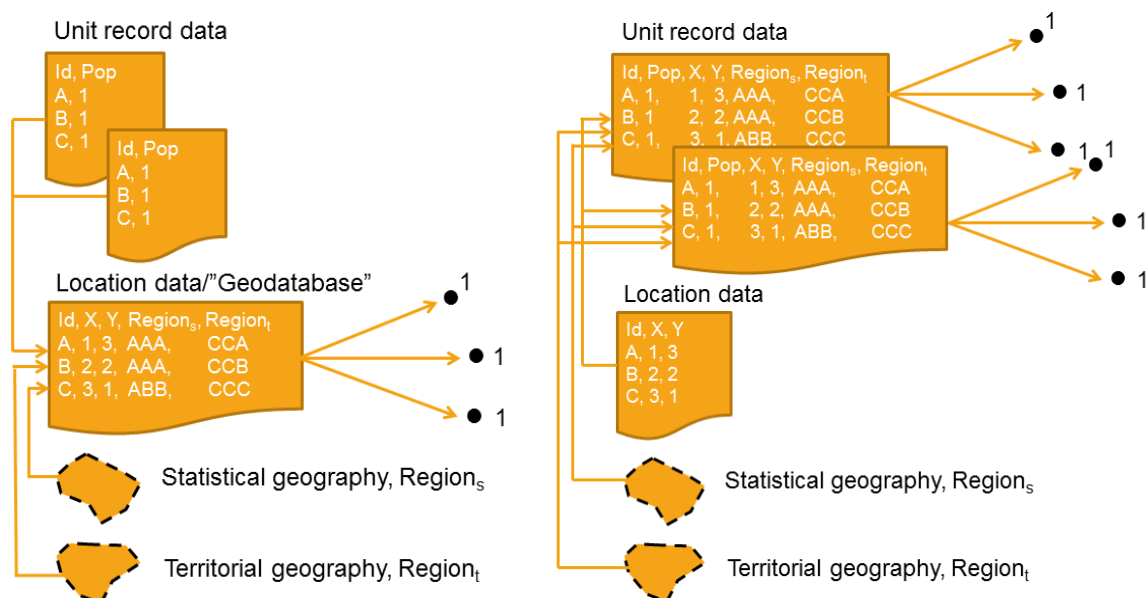 Unit record data
Id, Pop
A, 1
B, 1
C, 1
Id, Pop
A, 1
B, 1
C, 1
Location data/”Geodatabase”
Id, X, Y, Regionₛ, Regionₜ
A, 1, 3, AAA, CCA
B, 2, 2, AAA, CCB
C, 3, 1, ABB, CCC
1
1
1
Statistical geography, Regionₛ
Territorial geography, Regionₜ
Unit record data
Id, Pop, X, Y, Regionₛ, Regionₜ
A, 1, 1, 3, AAA, CCA
B, 1 2, 2, AAA, CCB
C, 1, 3, 1, ABB, CCC
1
1
1
Id, Pop, X, Y, Regionₛ, Regionₜ
A, 1, 1, 3, AAA, CCA
B, 1, 2, 2, AAA, CCB
C, 1, 3, 1, ABB, CCC
1
1
1
Location data
Id, X, Y
A, 1, 3
B, 2, 2
C, 3, 1
Statistical geography, Regionₛ
Territorial geography, Regionₜ